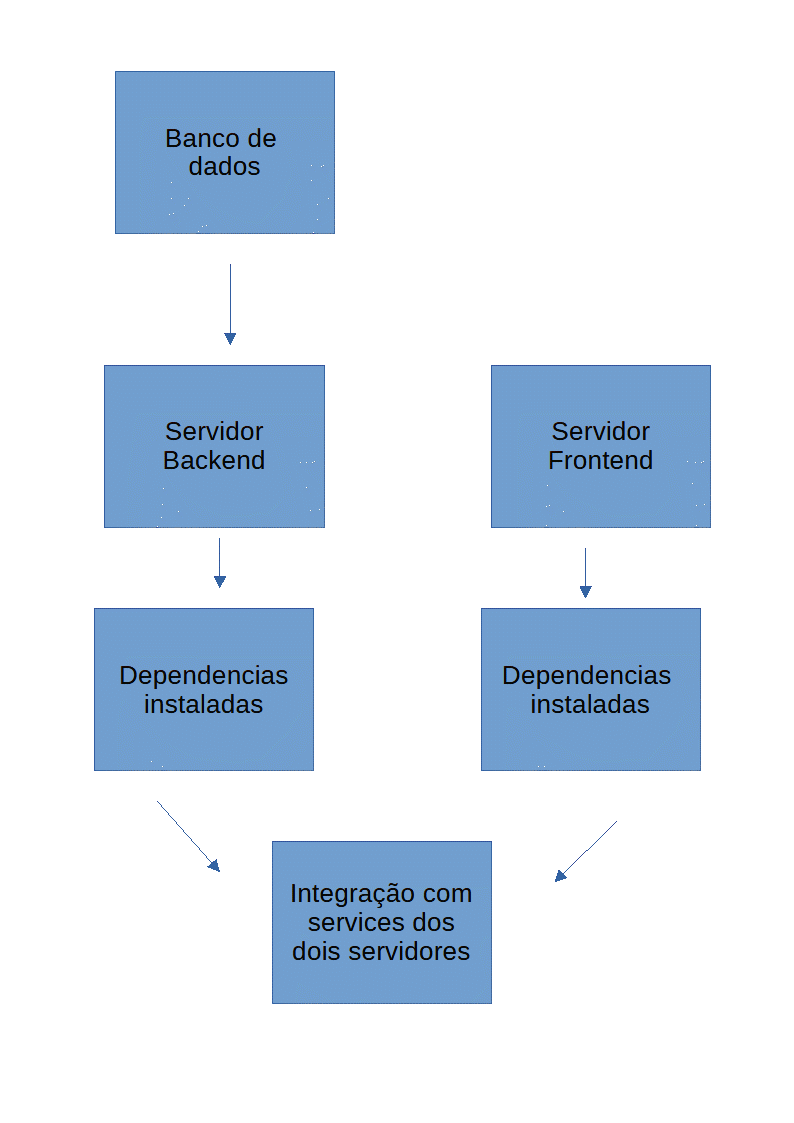 Banco de
dados
Servidor
Backend
Servidor
Frontend
Dependencias
instaladas
Dependencias
instaladas
Integração com
services dos
dois servidores